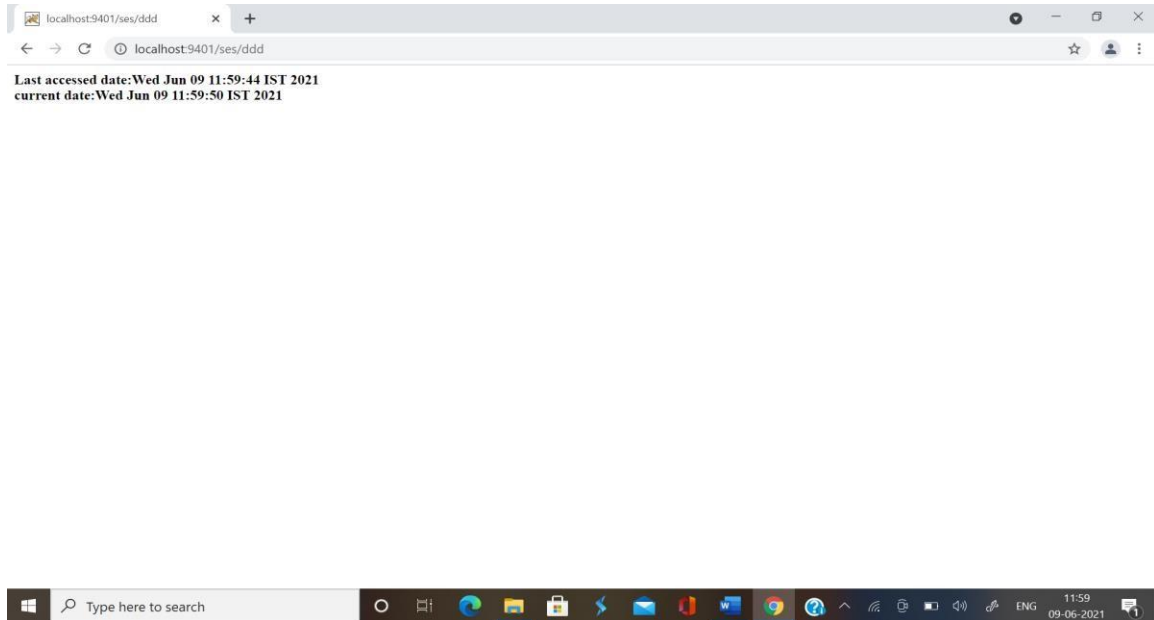 localhost:9401/ses/ddd
localhost:9401/ses/ddd
Last accessed date:Wed Jun 09 11:59:44 IST 2021
current date:Wed Jun 09 11:59:50 IST 2021
Type here to search
ENG
11:59
09-06-2021
1